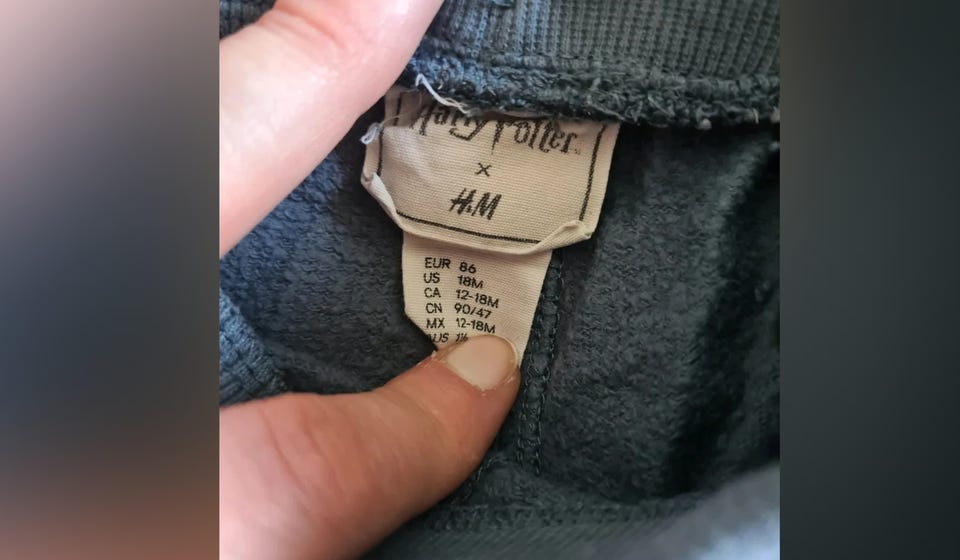 Harry Potter
x
H&M
EUR 86
US 18M
CA 12-18M
CN 90/47
MX 12-18M